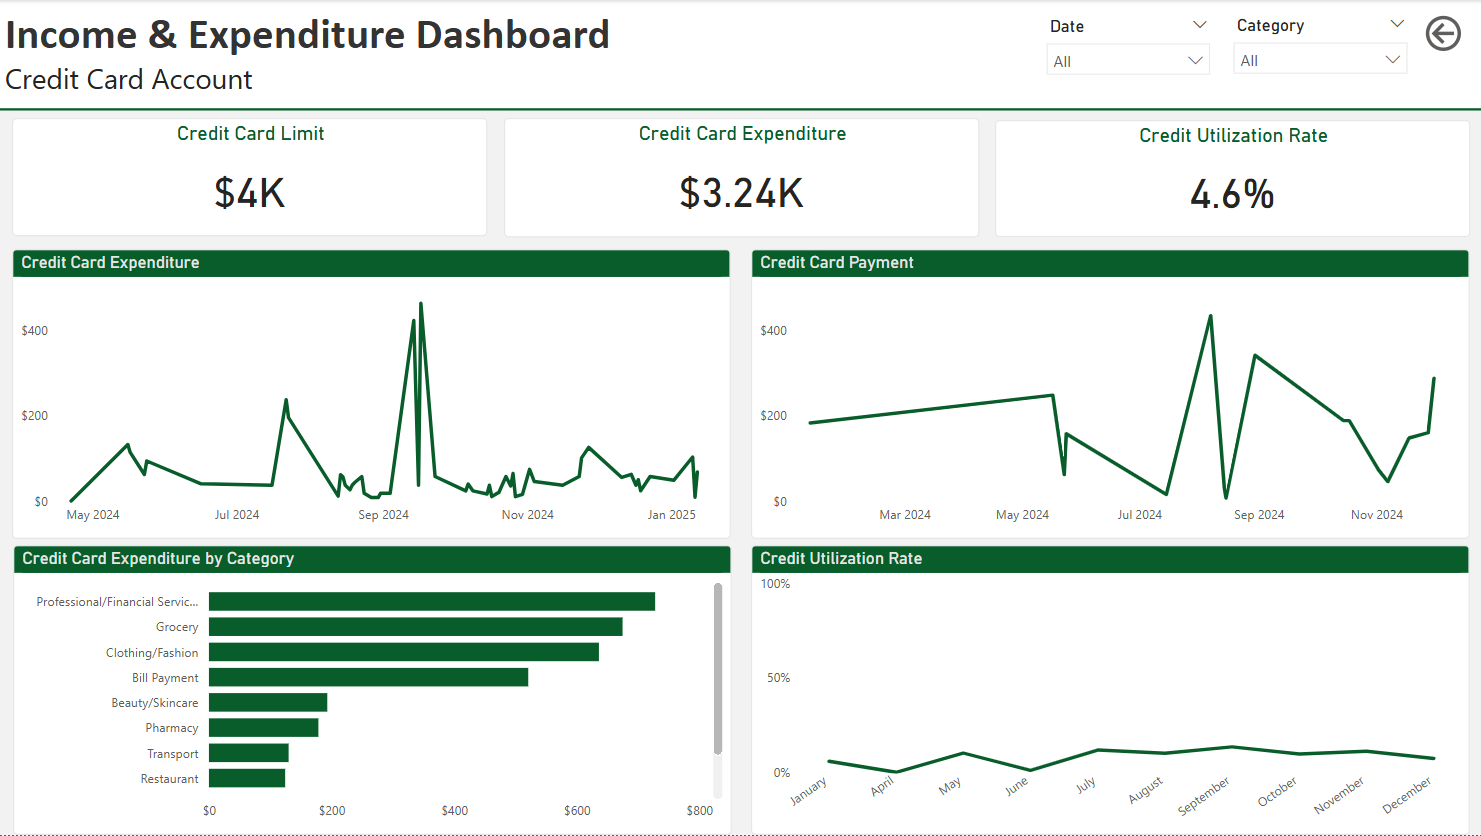 Income & Expenditure Dashboard
Credit Card Account
Date
Category
All
All
Credit Card Limit
$4K
Credit Card Expenditure
$3.24K
Credit Utilization Rate
4.6%
Credit Card Expenditure
$400
$200
$0
May 2024 Jul 2024 Sep 2024 Nov 2024 Jan 2025
Credit Card Payment
$400
$200
$0
Mar 2024 May 2024 Jul 2024 Sep 2024 Nov 2024
Credit Card Expenditure by Category
Professional/Financial Servic...
Grocery
Clothing/Fashion
Bill Payment
Beauty/Skincare
Pharmacy
Transport
Restaurant
$0 $200 $400 $600 $800
Credit Utilization Rate
100%
50%
0%
January April May June July August September October November December